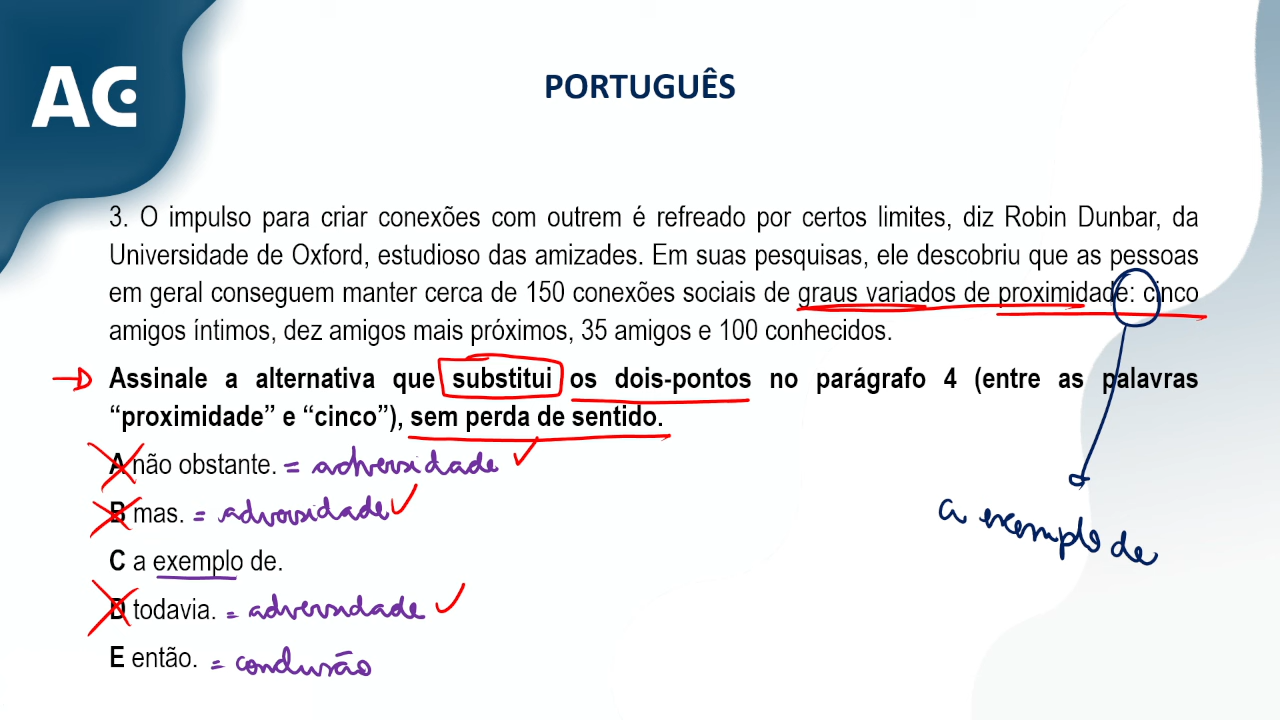 AC
PORTUGUÊS
3. O impulso para criar conexões com outrem é refreado por certos limites, diz Robin Dunbar, da
Universidade de Oxford, estudioso das amizades. Em suas pesquisas, ele descobriu que as pessoas
em geral conseguem manter cerca de 150 conexões sociais de graus variados de proximidade: cinco
amigos íntimos, dez amigos mais próximos, 35 amigos e 100 conhecidos.
Assinale a alternativa que substitui os dois-pontos no parágrafo 4 (entre as palavras
“proximidade” e “cinco”), sem perda de sentido.
A não obstante. = adversidade
B mas. = adversidade
C a exemplo de.
a exemplo de
D todavia. = adversidade
E então. = conclusão